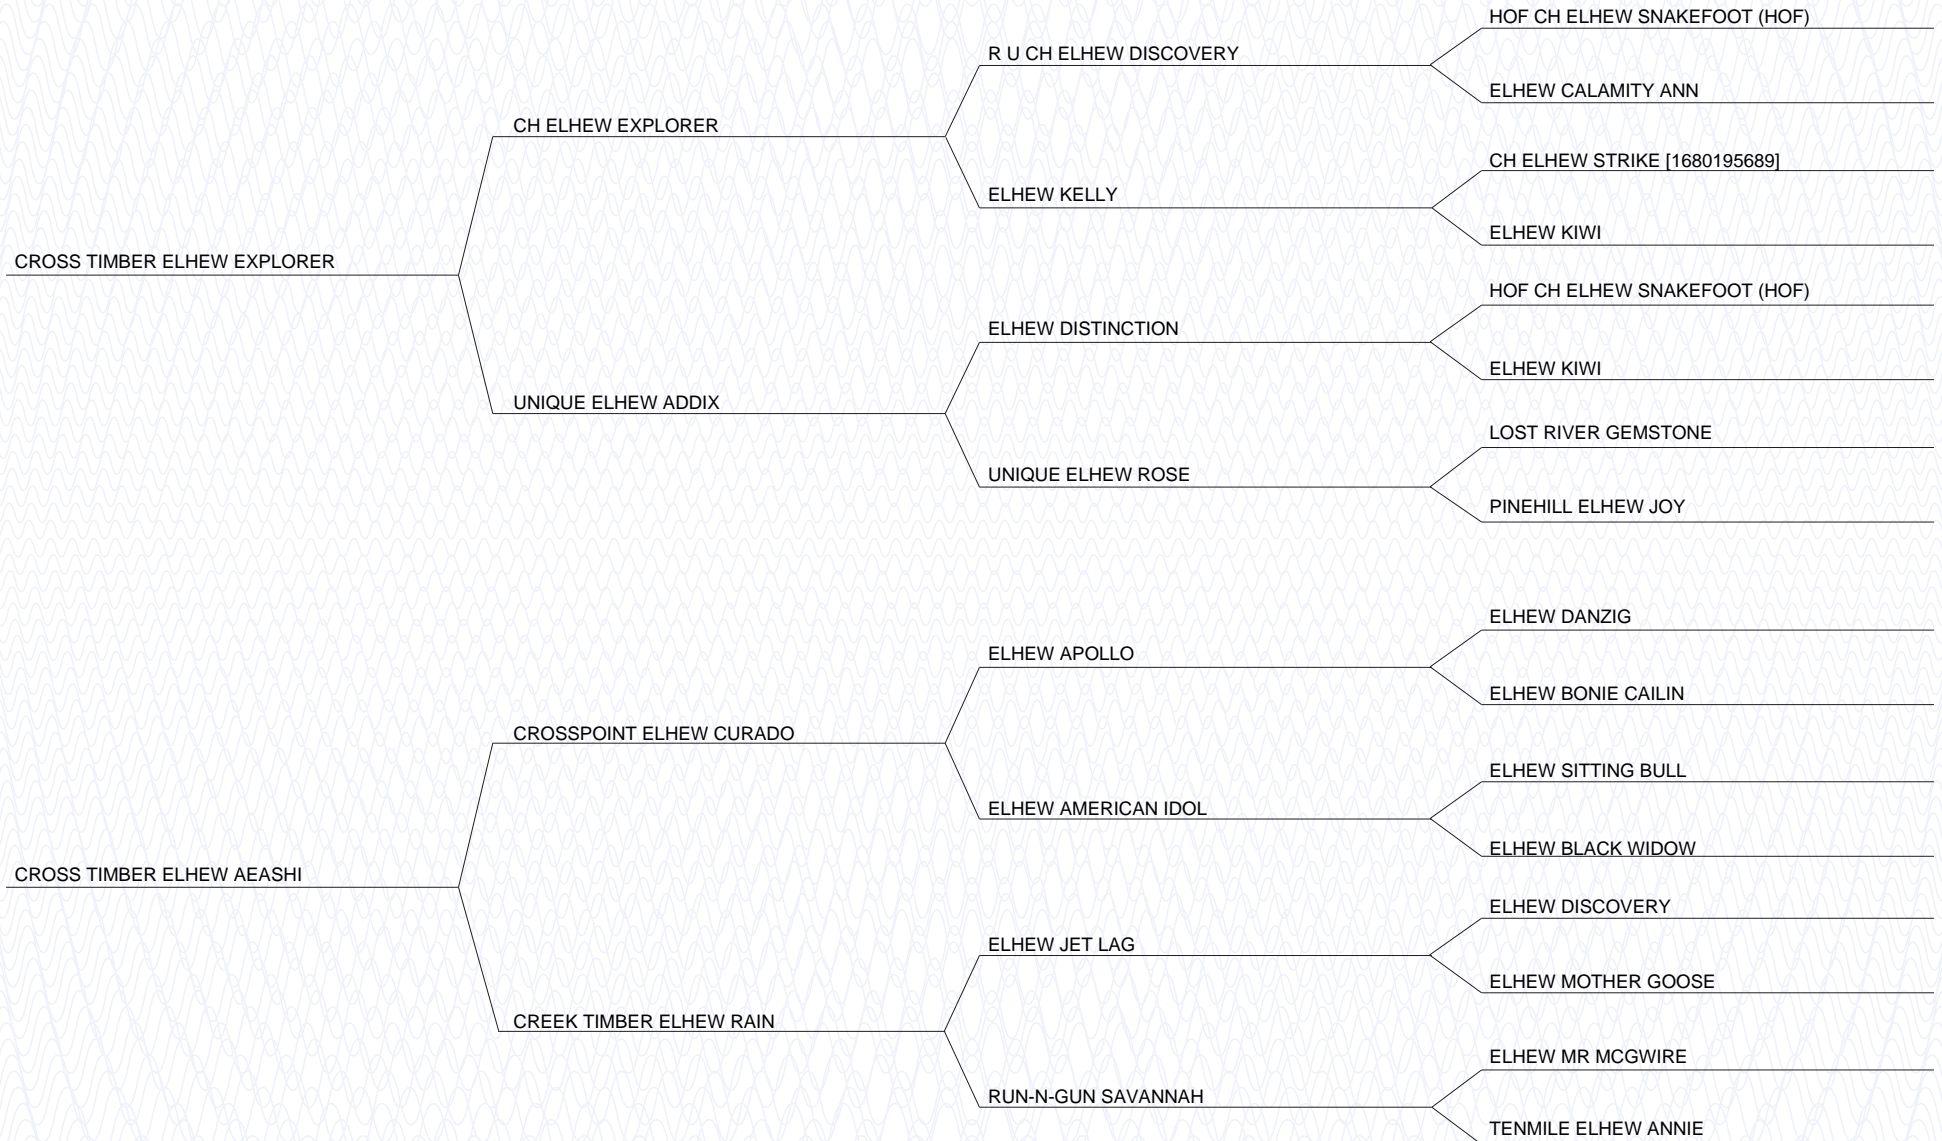 HOF CH ELHEW SNAKEFOOT (HOF)
R U CH ELHEW DISCOVERY
ELHEW CALAMITY ANN
CH ELHEW EXPLORER
CH ELHEW STRIKE [1680195689]
ELHEW KELLY
ELHEW KIWI
CROSS TIMBER ELHEW EXPLORER
HOF CH ELHEW SNAKEFOOT (HOF)
ELHEW DISTINCTION
ELHEW KIWI
UNIQUE ELHEW ADDIX
LOST RIVER GEMSTONE
UNIQUE ELHEW ROSE
PINEHILL ELHEW JOY
ELHEW DANZIG
ELHEW APOLLO
ELHEW BONIE CAILIN
CROSSPOINT ELHEW CURADO
ELHEW SITTING BULL
ELHEW AMERICAN IDOL
ELHEW BLACK WIDOW
CROSS TIMBER ELHEW AEASHI
ELHEW DISCOVERY
ELHEW JET LAG
ELHEW MOTHER GOOSE
CREEK TIMBER ELHEW RAIN
ELHEW MR MCGWIRE
RUN-N-GUN SAVANNAH
TENMILE ELHEW ANNIE